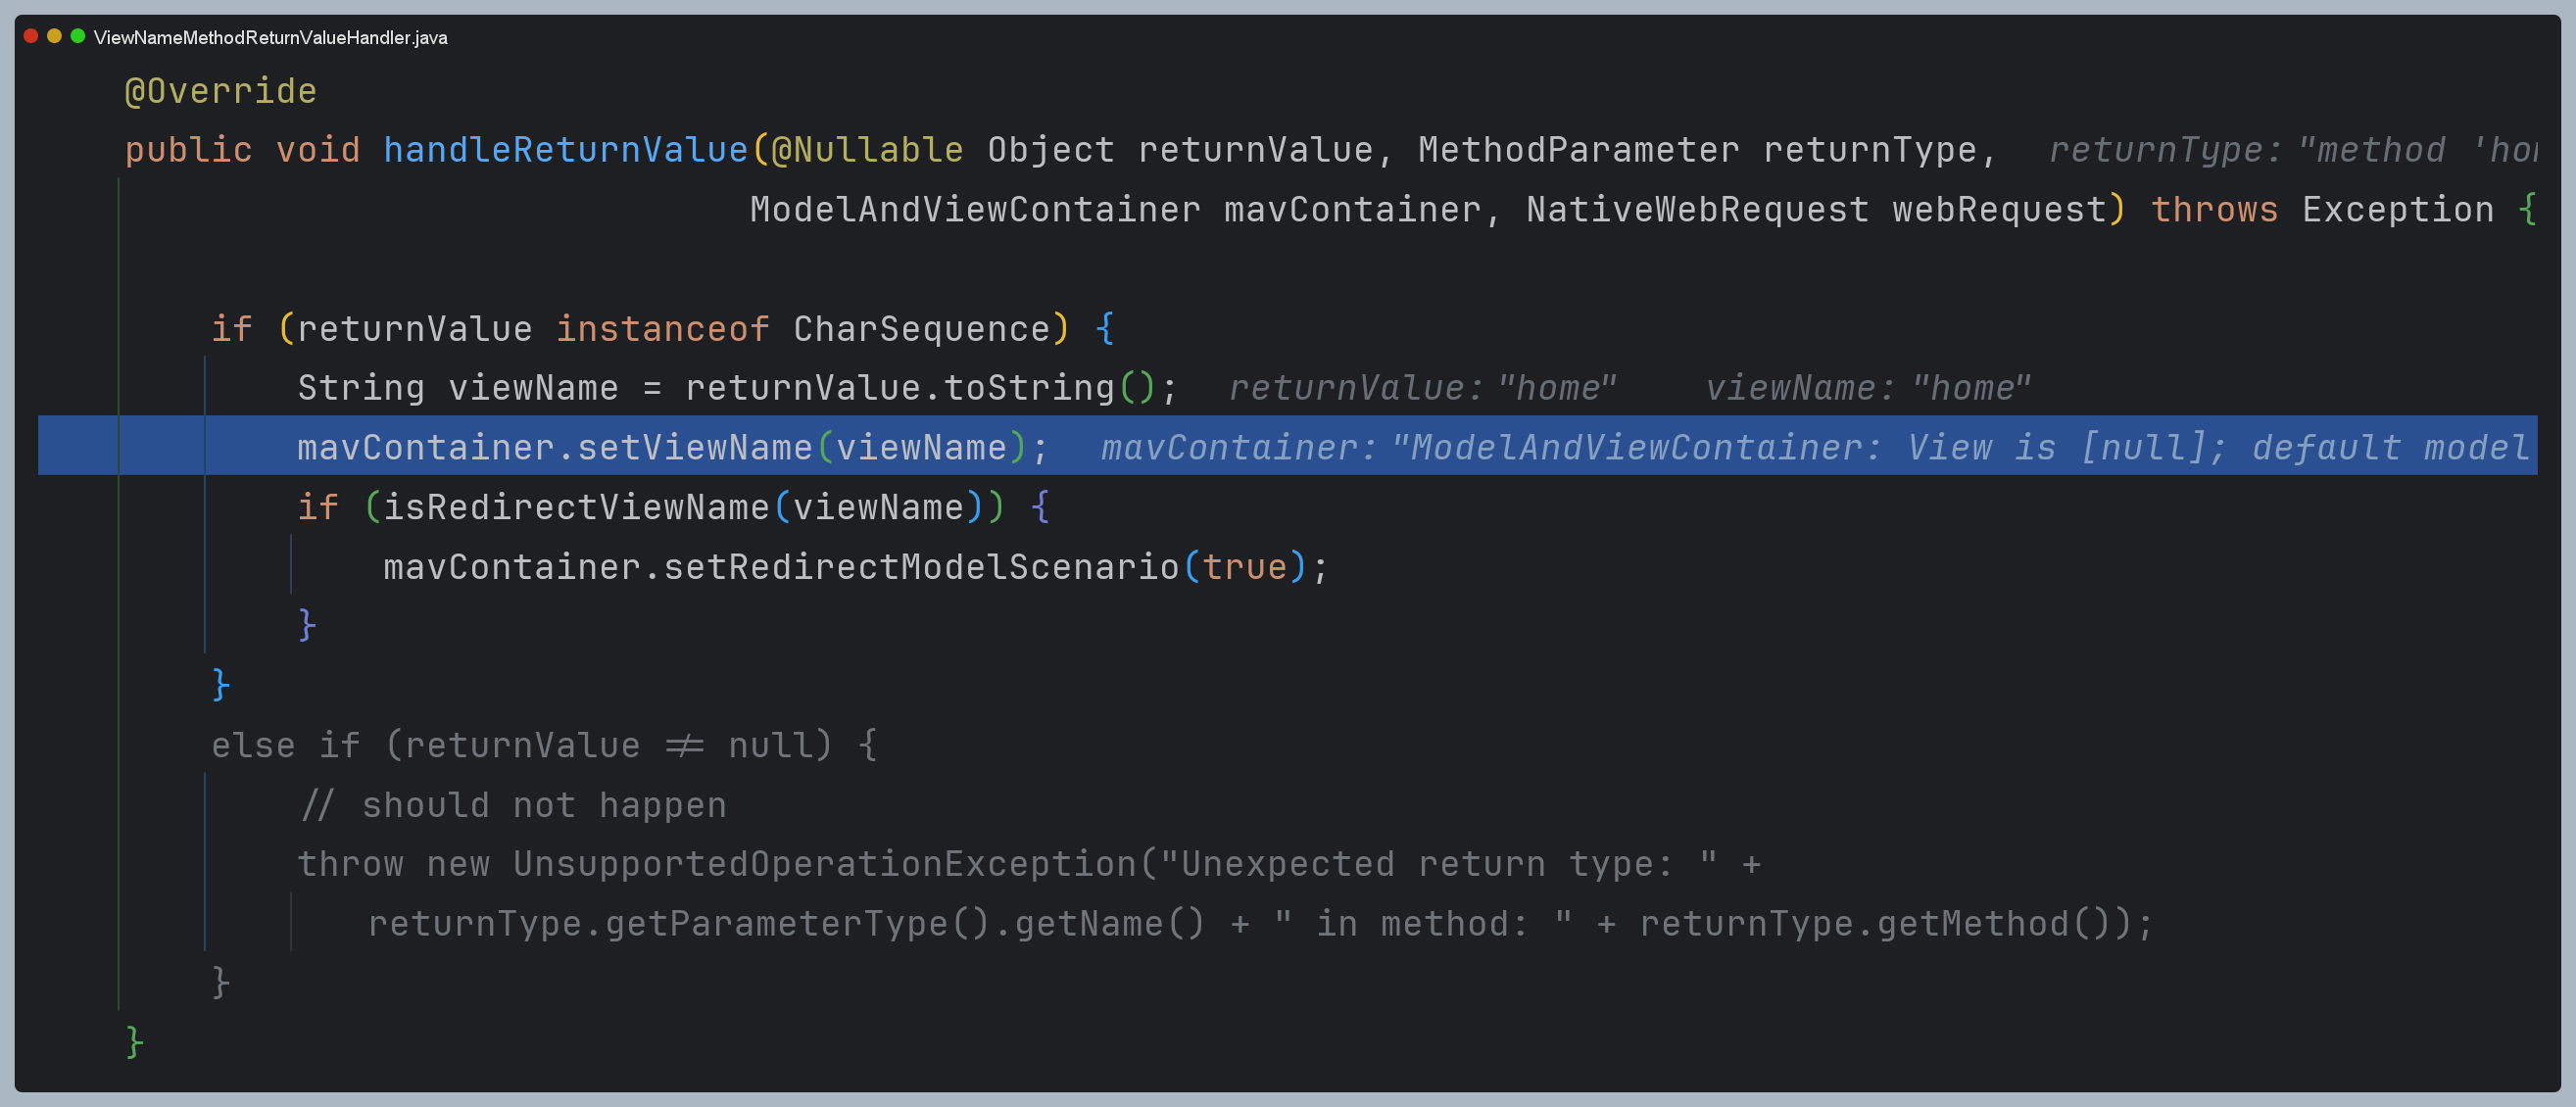 ViewNameMethodReturnValueHandler.java
@Override
public void handleReturnValue(@Nullable Object returnValue, MethodParameter returnType, returnType: "method
ModelAndViewContainer mavContainer, NativeWebRequest webRequest) throws Exception {
if (returnValue instanceof CharSequence) {
String viewName = returnValue.toString(); returnValue: "home" viewName: "home"
mavContainer.setViewName(viewName); mavContainer: "ModelAndViewContainer: View is [null]; default model
if (isRedirectViewName(viewName)) {
mavContainer.setRedirectModelScenario(true);
}
}
else if (returnValue != null) {
// should not happen
throw new UnsupportedOperationException("Unexpected return type: " +
returnType.getParameterType().getName() + " in method: " + returnType.getMethod());
}
}